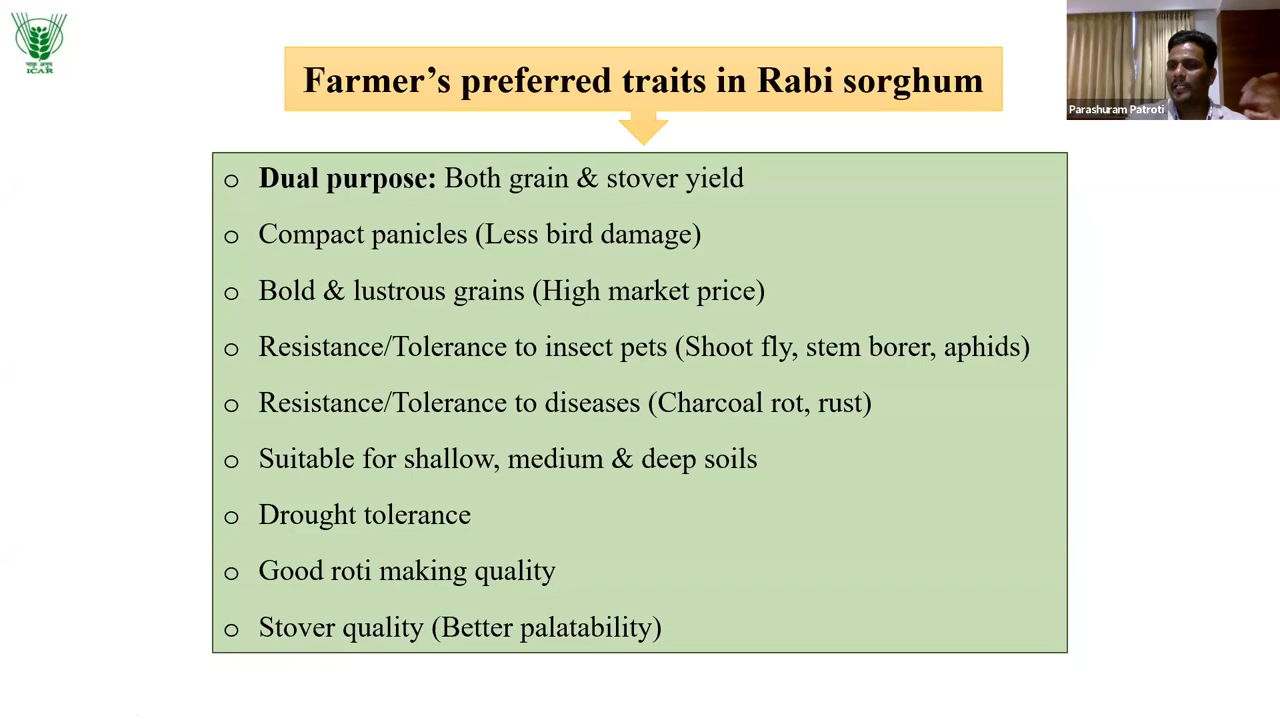 ICAR
Farmer's preferred traits in Rabi sorghum
Parashuram Patroti
o Dual purpose: Both grain & stover yield
o Compact panicles (Less bird damage)
o Bold & lustrous grains (High market price)
o Resistance/Tolerance to insect pets (Shoot fly, stem borer, aphids)
o Resistance/Tolerance to diseases (Charcoal rot, rust)
o Suitable for shallow, medium & deep soils
o Drought tolerance
o Good roti making quality
o Stover quality (Better palatability)